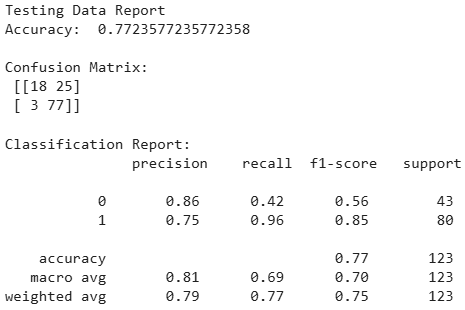 Testing Data Report
Accuracy:  0.7723577235772358
Confusion Matrix:
[[18 25]
[ 3 77]]
Classification Report:
precision    recall  f1-score   support
0       0.86      0.42      0.56        43
1       0.75      0.96      0.85        80
accuracy                           0.77       123
macro avg       0.81      0.69      0.70       123
weighted avg       0.79      0.77      0.75       123